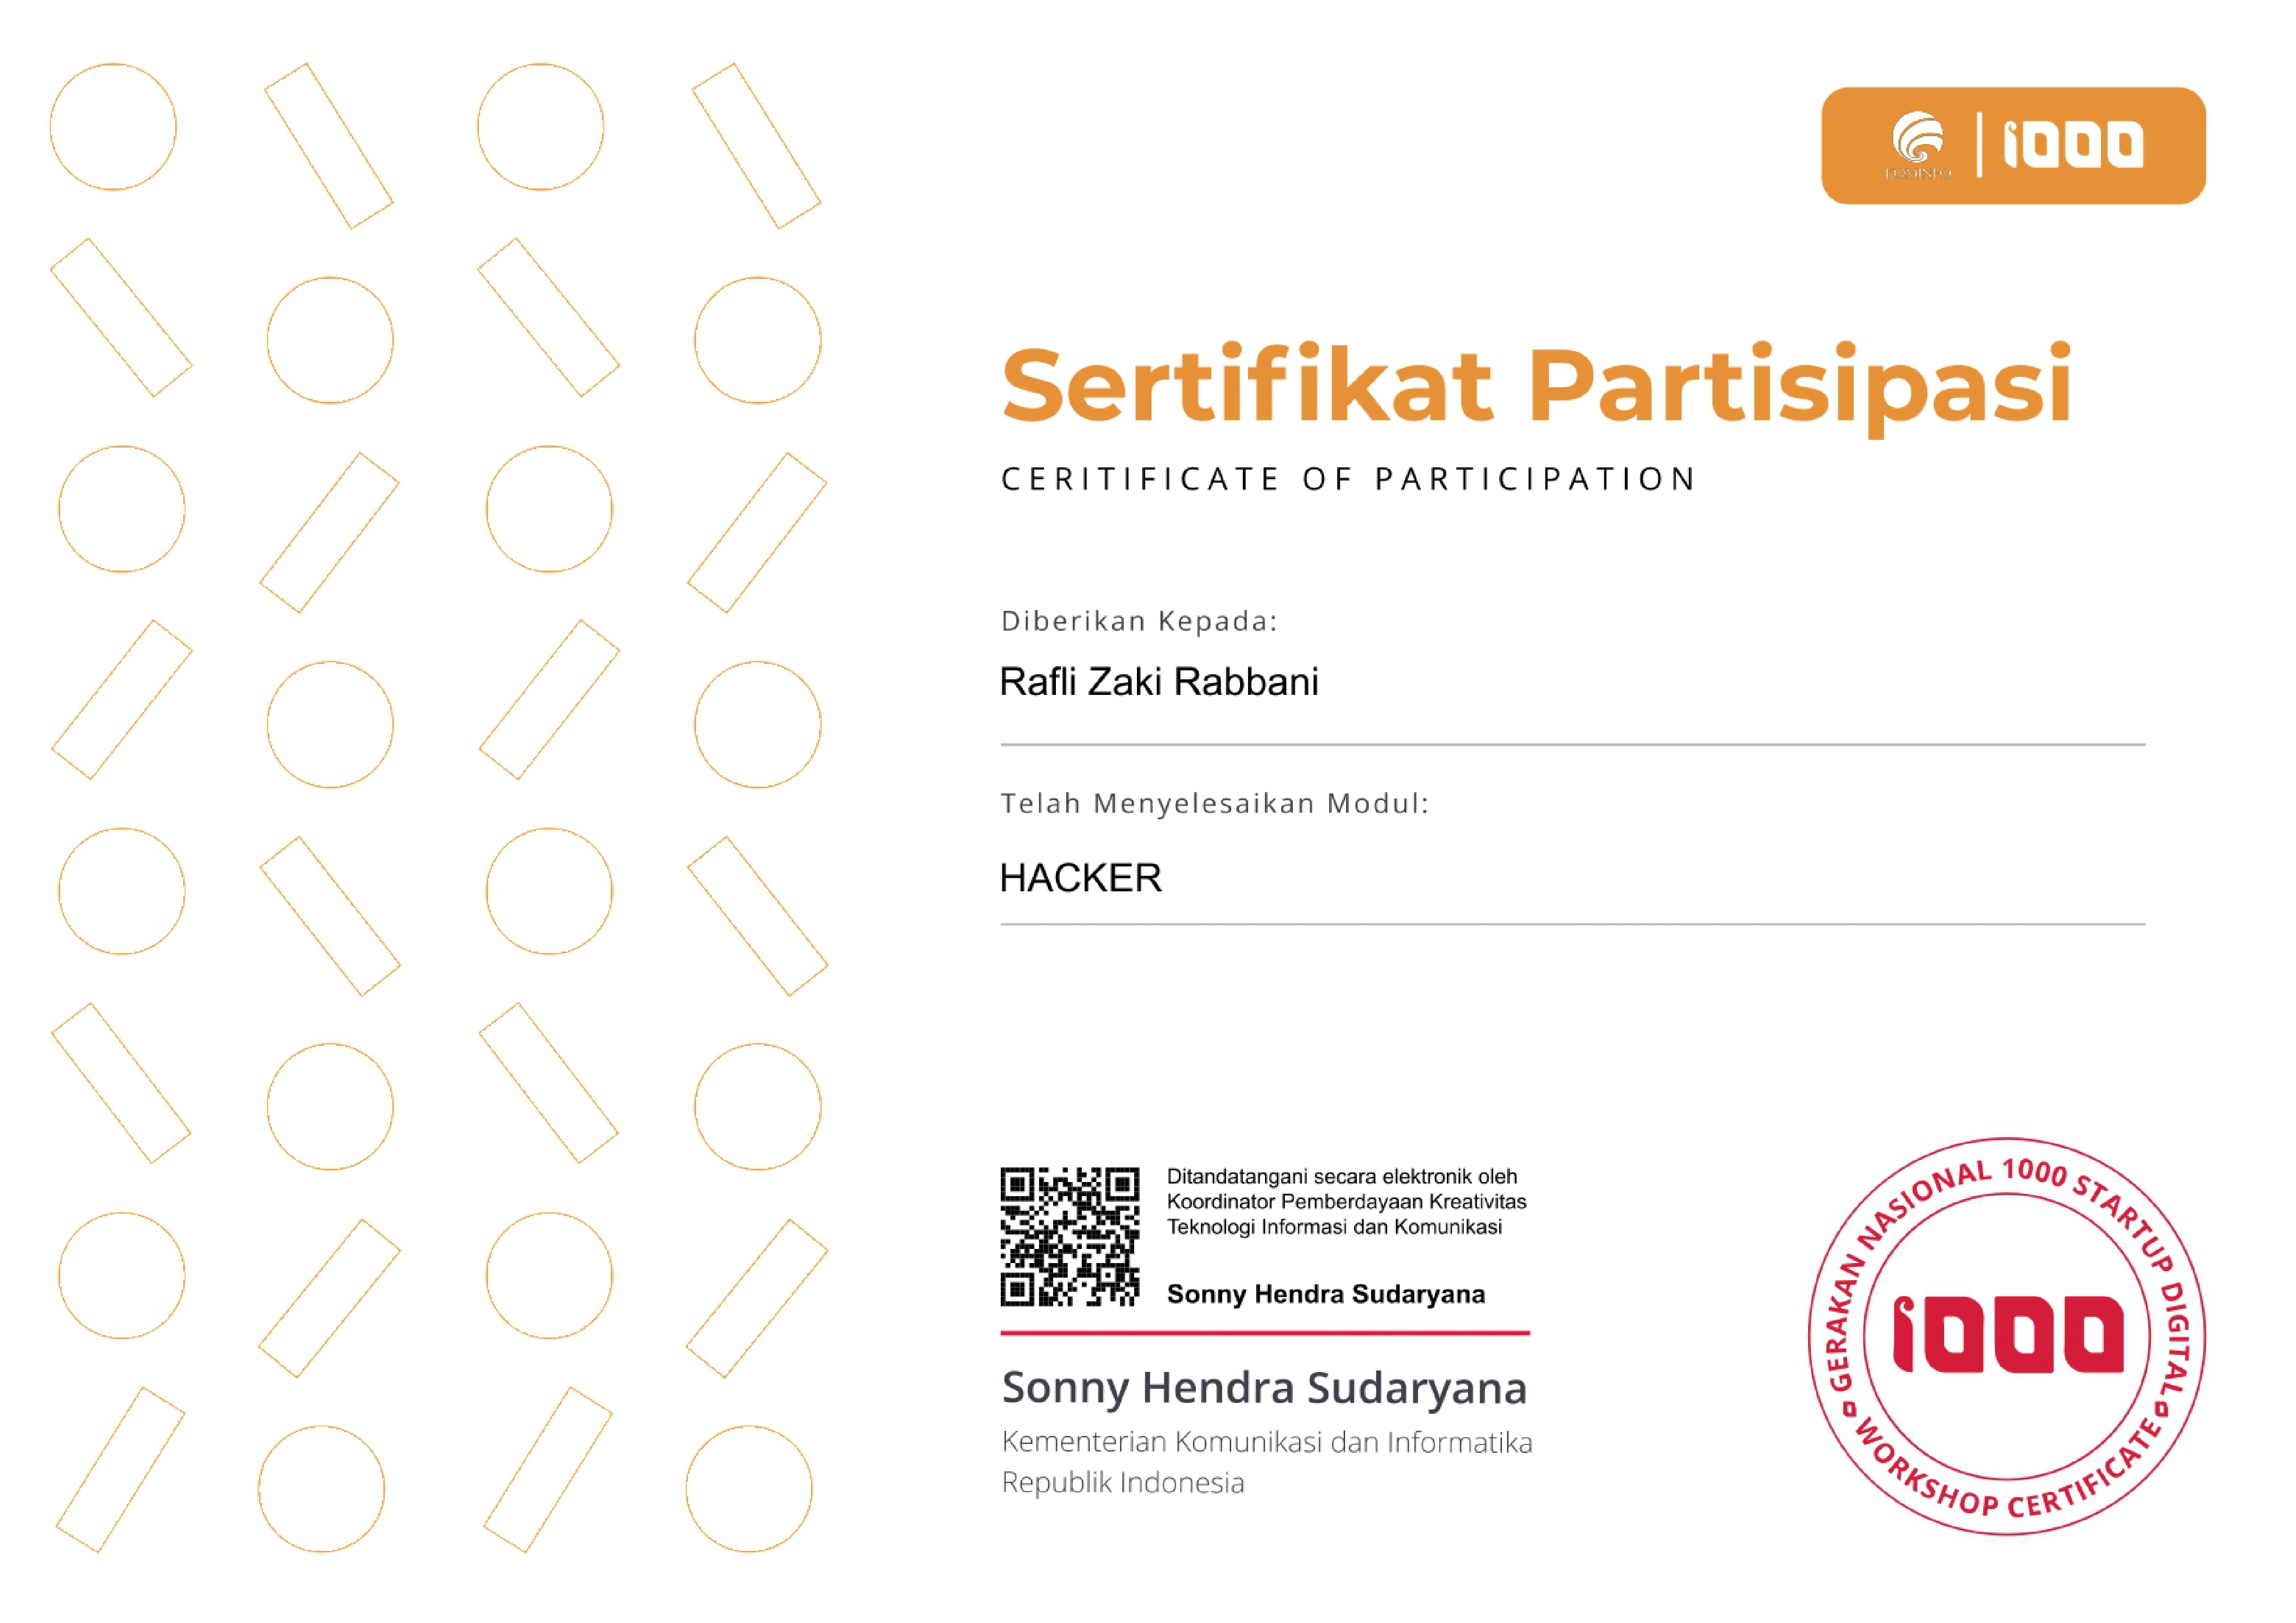 KOMINFO
1000
Sertifikat Partisipasi
CERITIFICATE OF PARTICIPATION
Diberikan Kepada:
Rafli Zaki Rabbani
Telah Menyelesaikan Modul:
HACKER
Ditandatangani secara elektronik oleh
Koordinator Pemberdayaan Kreativitas
Teknologi Informasi dan Komunikasi
Sonny Hendra Sudaryana
Sonny Hendra Sudaryana
Kementerian Komunikasi dan Informatika
Republik Indonesia
GERAKAN NASIONAL 1000 STARTUP DIGITAL
1000
WORKSHOP CERTIFICATE